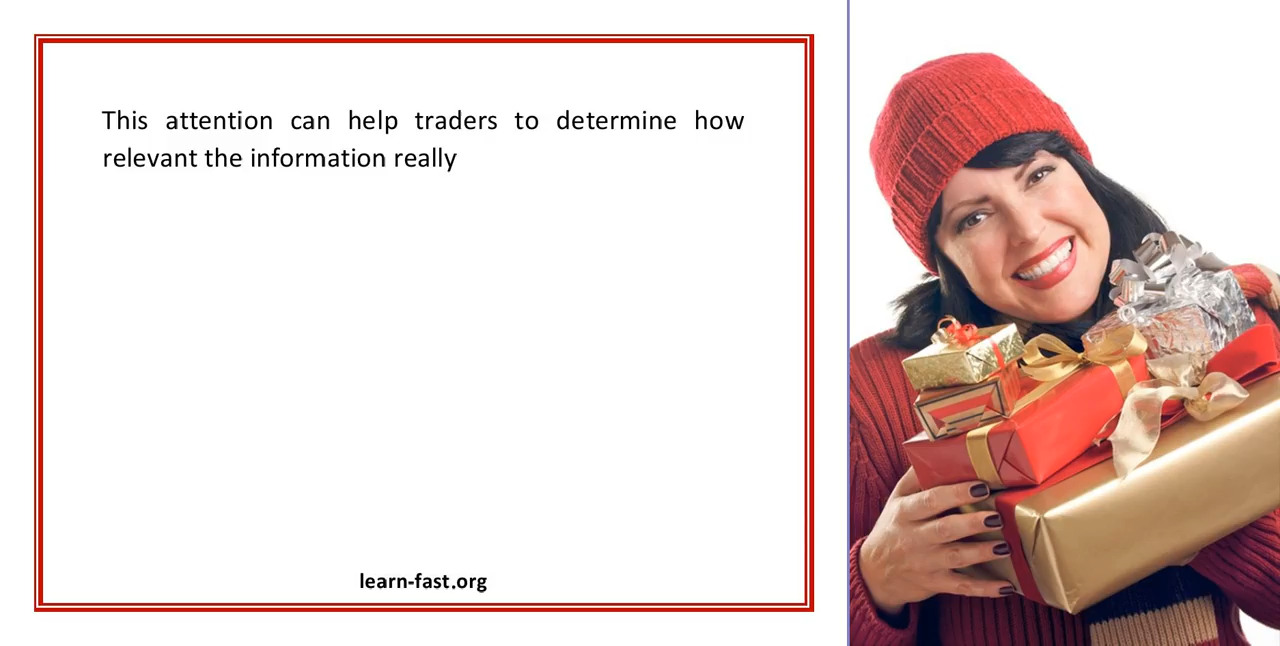 This attention can help traders to determine how
relevant the information really
learn-fast.org